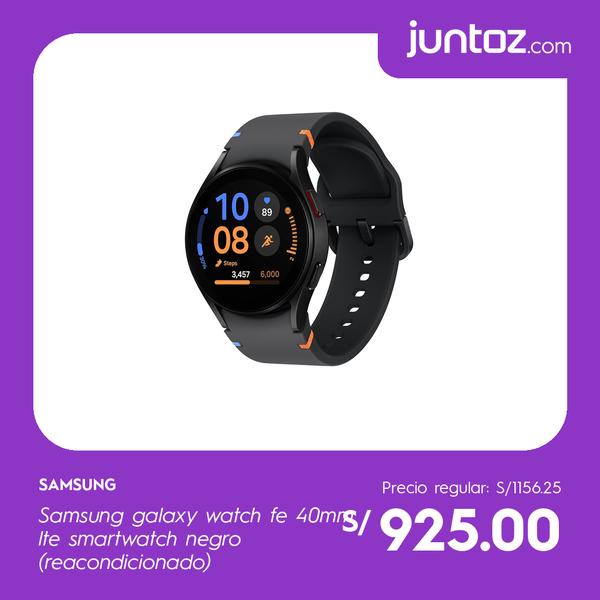 juntoz.com
10
89
08
Steps
3,457 6,000
SAMSUNG
Samsung galaxy watch fe 40mm
lte smartwatch negro
(reacondicionado)
Precio regular: S/1156.25
S/ 925.00